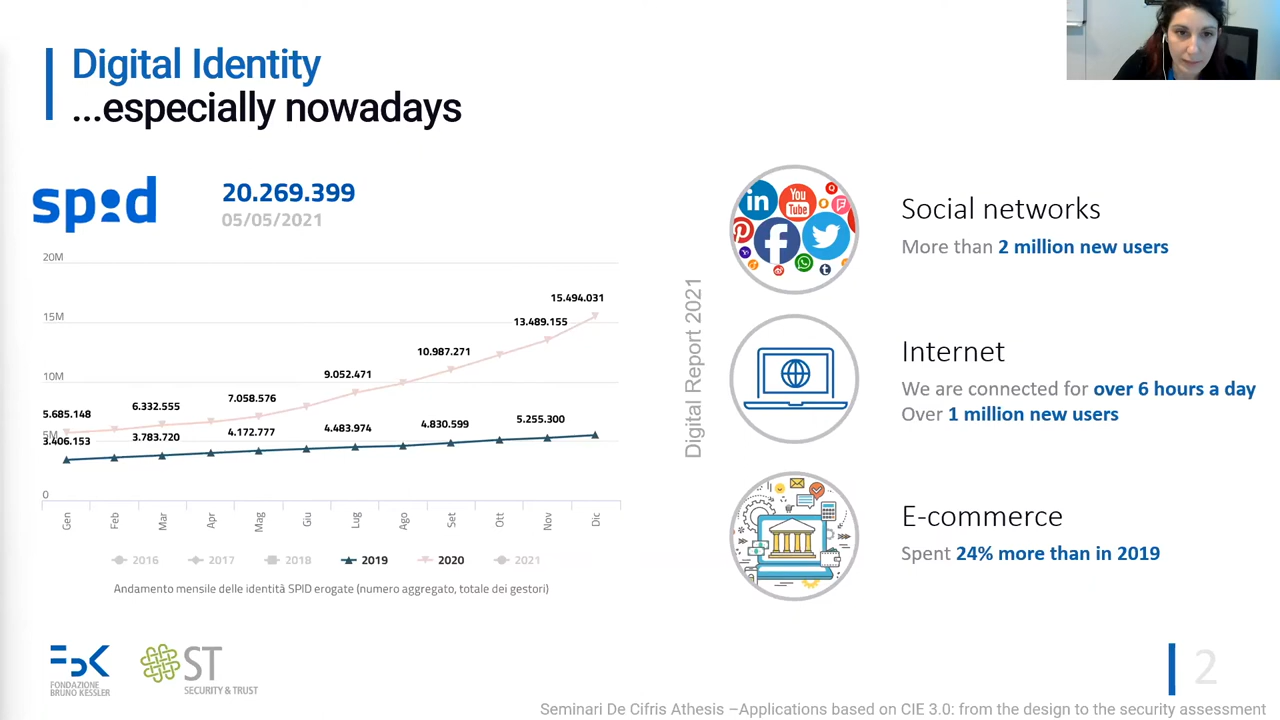 Digital Identity
...especially nowadays
spid
20.269.399
05/05/2021
20M
15M
10M
5M
0
15.494.031
13.489.155
10.987.271
9.052.471
7.058.576
6.332.555
5.685.148
5.255.300
4.830.599
4.483.974
4.172.777
3.783.720
3.406.153
Gen
Feb
Mar
Apr
Mag
Giu
Lug
Ago
Set
Ott
Nov
Dic
2016
2017
2018
2019
2020
2021
Andamento mensile delle identità SPID erogate (numero aggregato, totale dei gestori)
Digital Report 2021
in
You
Tube
Social networks
More than 2 million new users
Internet
We are connected for over 6 hours a day
Over 1 million new users
E-commerce
Spent 24% more than in 2019
FBK
FONDAZIONE
BRUNO KESSLER
ST
SECURITY & TRUST
2
Seminari De Cifris Athesis –Applications based on CIE 3.0: from the design to the security assessment